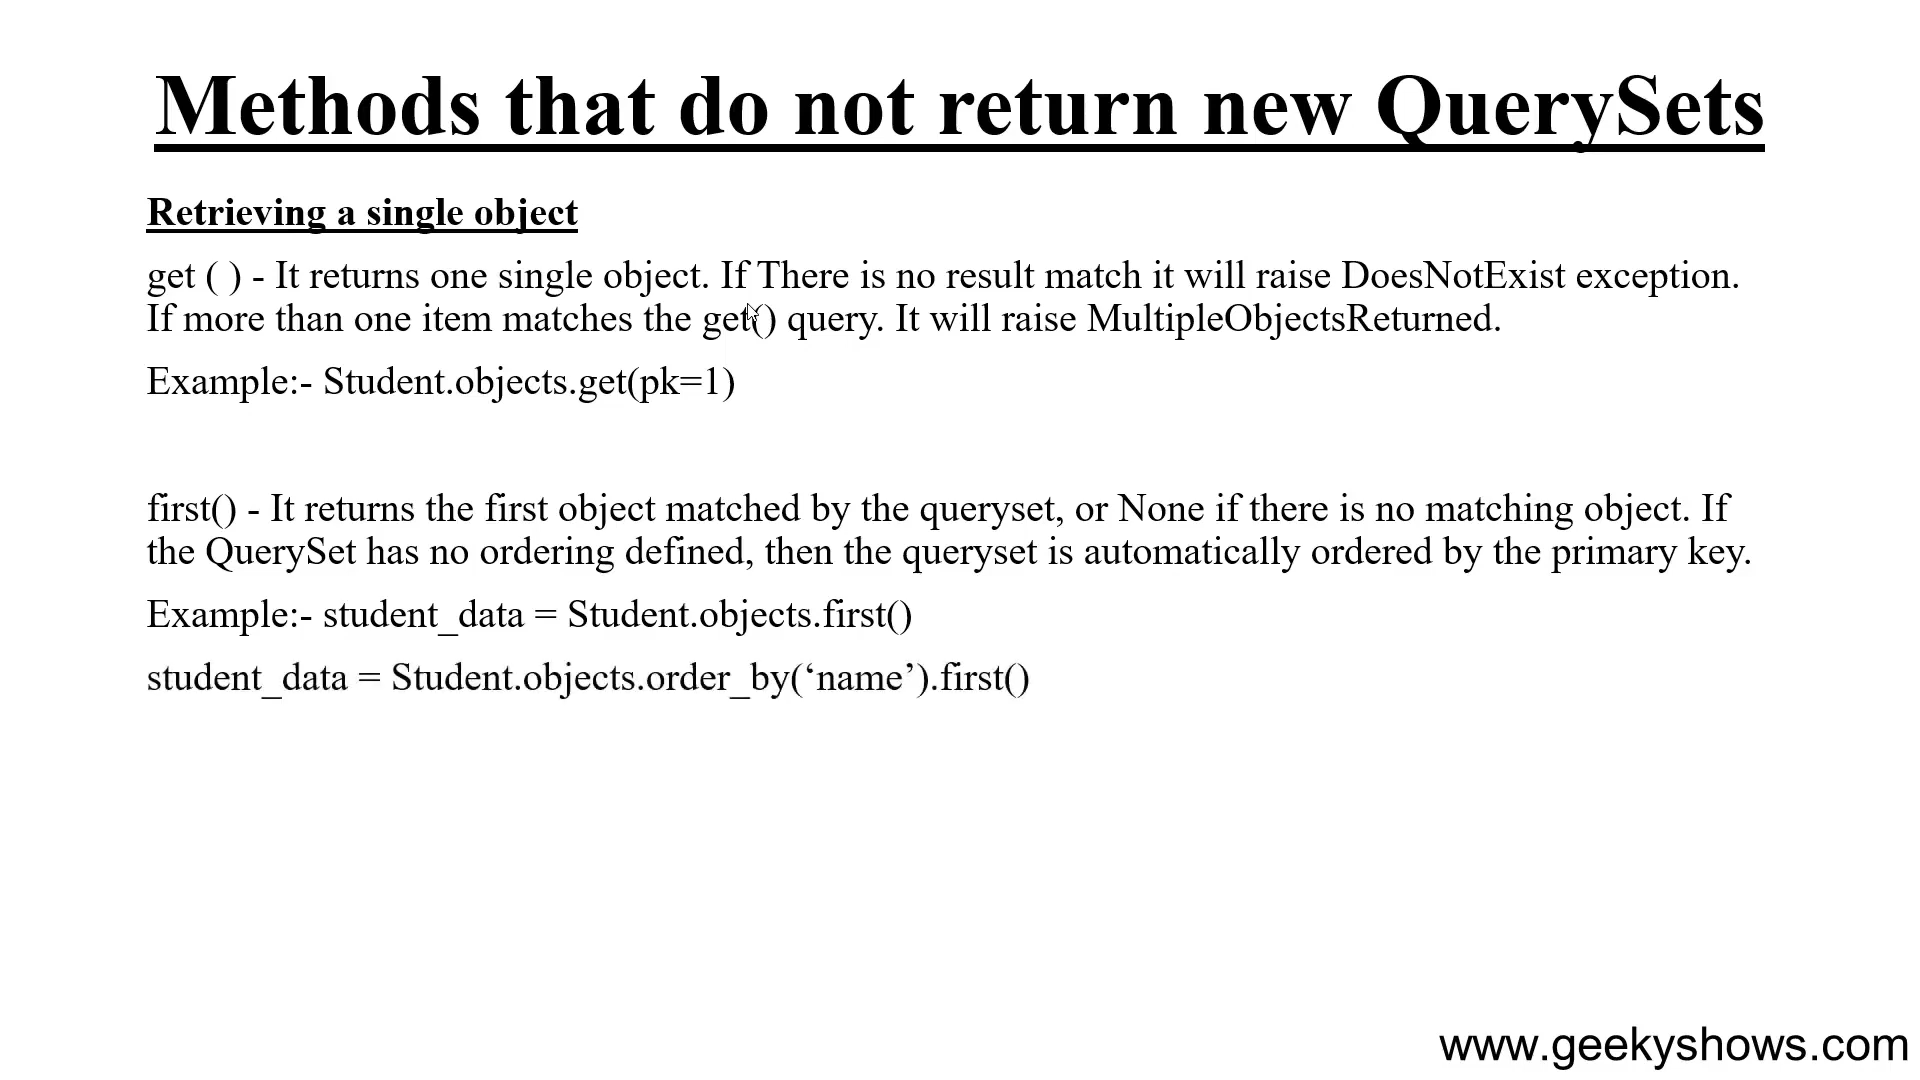 Methods that do not return new QuerySets
Retrieving a single object
get ( ) - It returns one single object. If There is no result match it will raise DoesNotExist exception.
If more than one item matches the get() query. It will raise MultipleObjectsReturned.
Example:- Student.objects.get(pk=1)
first() - It returns the first object matched by the queryset, or None if there is no matching object. If
the QuerySet has no ordering defined, then the queryset is automatically ordered by the primary key.
Example:- student_data = Student.objects.first()
student_data = Student.objects.order_by(‘name’).first()
www.geekyshows.com